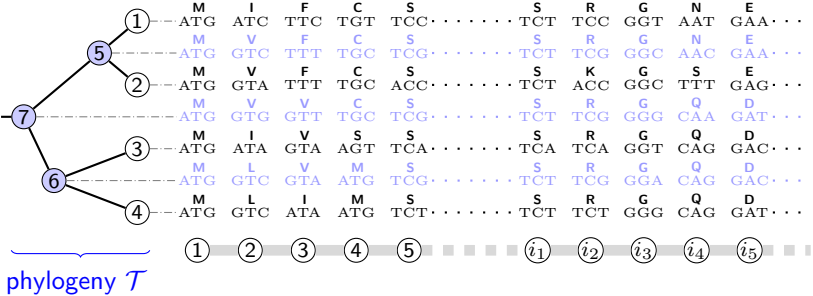 M I F C S S R G N E
1 ATG ATC TTC TGT TCC · · · · · · · · TCT TCC GGT AAT GAA · · ·
M V F C S S R G N E
5 ATG GTC TTT TGC TCG · · · · · · · · TCT TCG GGC AAC GAG · · ·
M V F C S S K G S E
2 ATG GTA TTT TGC ACC · · · · · · · · TCT ACC GGC TTT GAG · · ·
M V V C S S R G Q D
7 ATG GTG GTT TGC TCG · · · · · · · · TCT TCG GGG CAA GAT · · ·
M I V S S S R G Q D
3 ATG ATA GTA AGT TCA · · · · · · · · TCA TCA GGT CAG GAC · · ·
M L V M S S R G Q D
6 ATG GTC GTA ATG TCG · · · · · · · · TCT TCG GGA CAG GAC · · ·
M L I M S S R G Q D
4 ATG GTC ATA ATG TCT · · · · · · · · TCT TCT GGG CAG GAT · · ·
1 2 3 4 5 i₁ i₂ i₃ i₄ i₅
phylogeny 𝒯